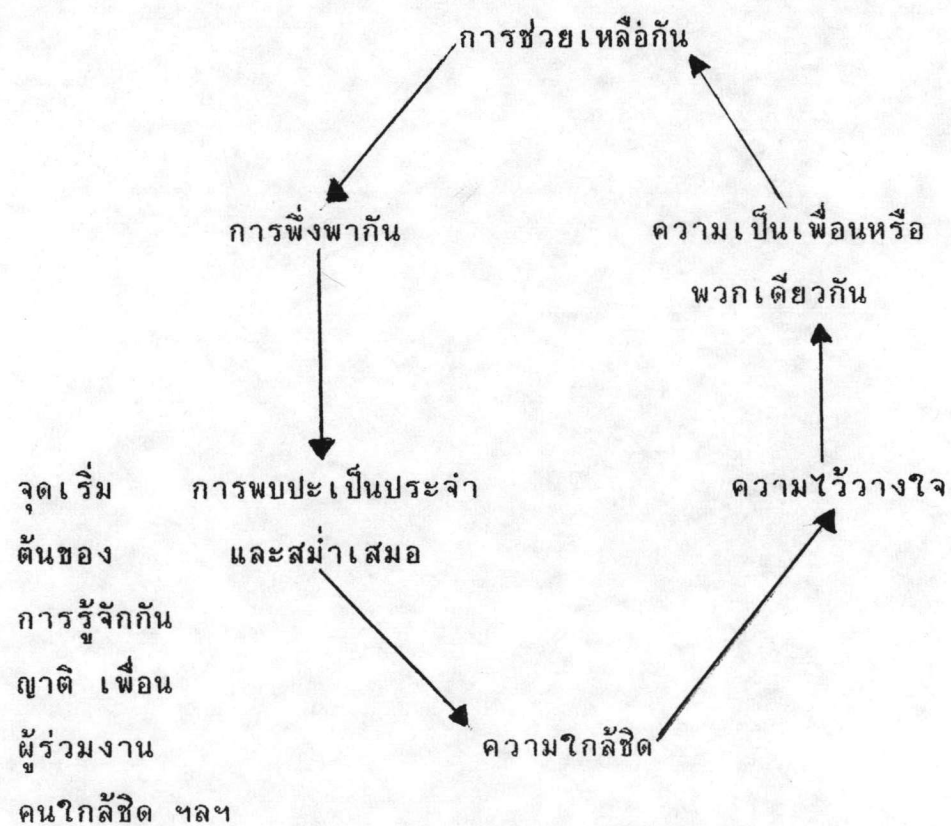 การช่วยเหลือกัน
การพึ่งพากัน ความเป็นเพื่อนหรือ
พวกเดียวกัน
จุดเริ่ม การพบปะเป็นประจำ ความไว้วางใจ
ต้นของ และสม่ำเสมอ
การรู้จักกัน
ญาติ เพื่อน
ผู้ร่วมงาน ความใกล้ชิด
คนใกล้ชิด ฯลฯ